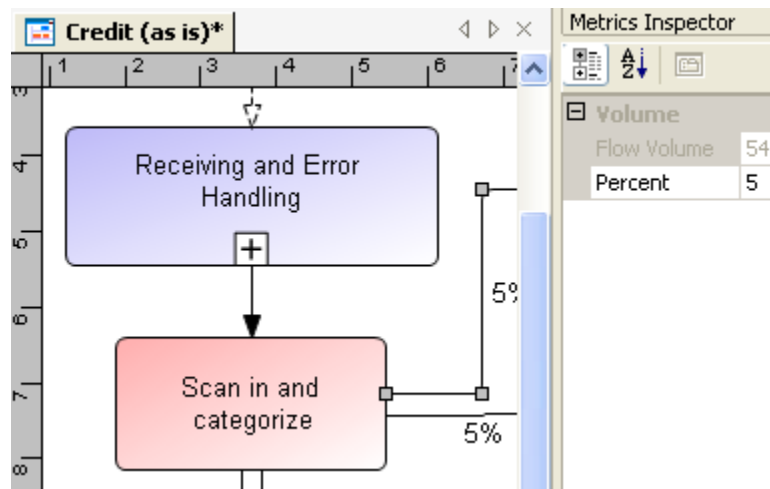 Credit (as is)*
Metrics Inspector
1 2 3 4 5 6 7
3
4
5
6
7
8
Receiving and Error
Handling
Scan in and
categorize
5%
5%
Volume
Flow Volume 54
Percent 5